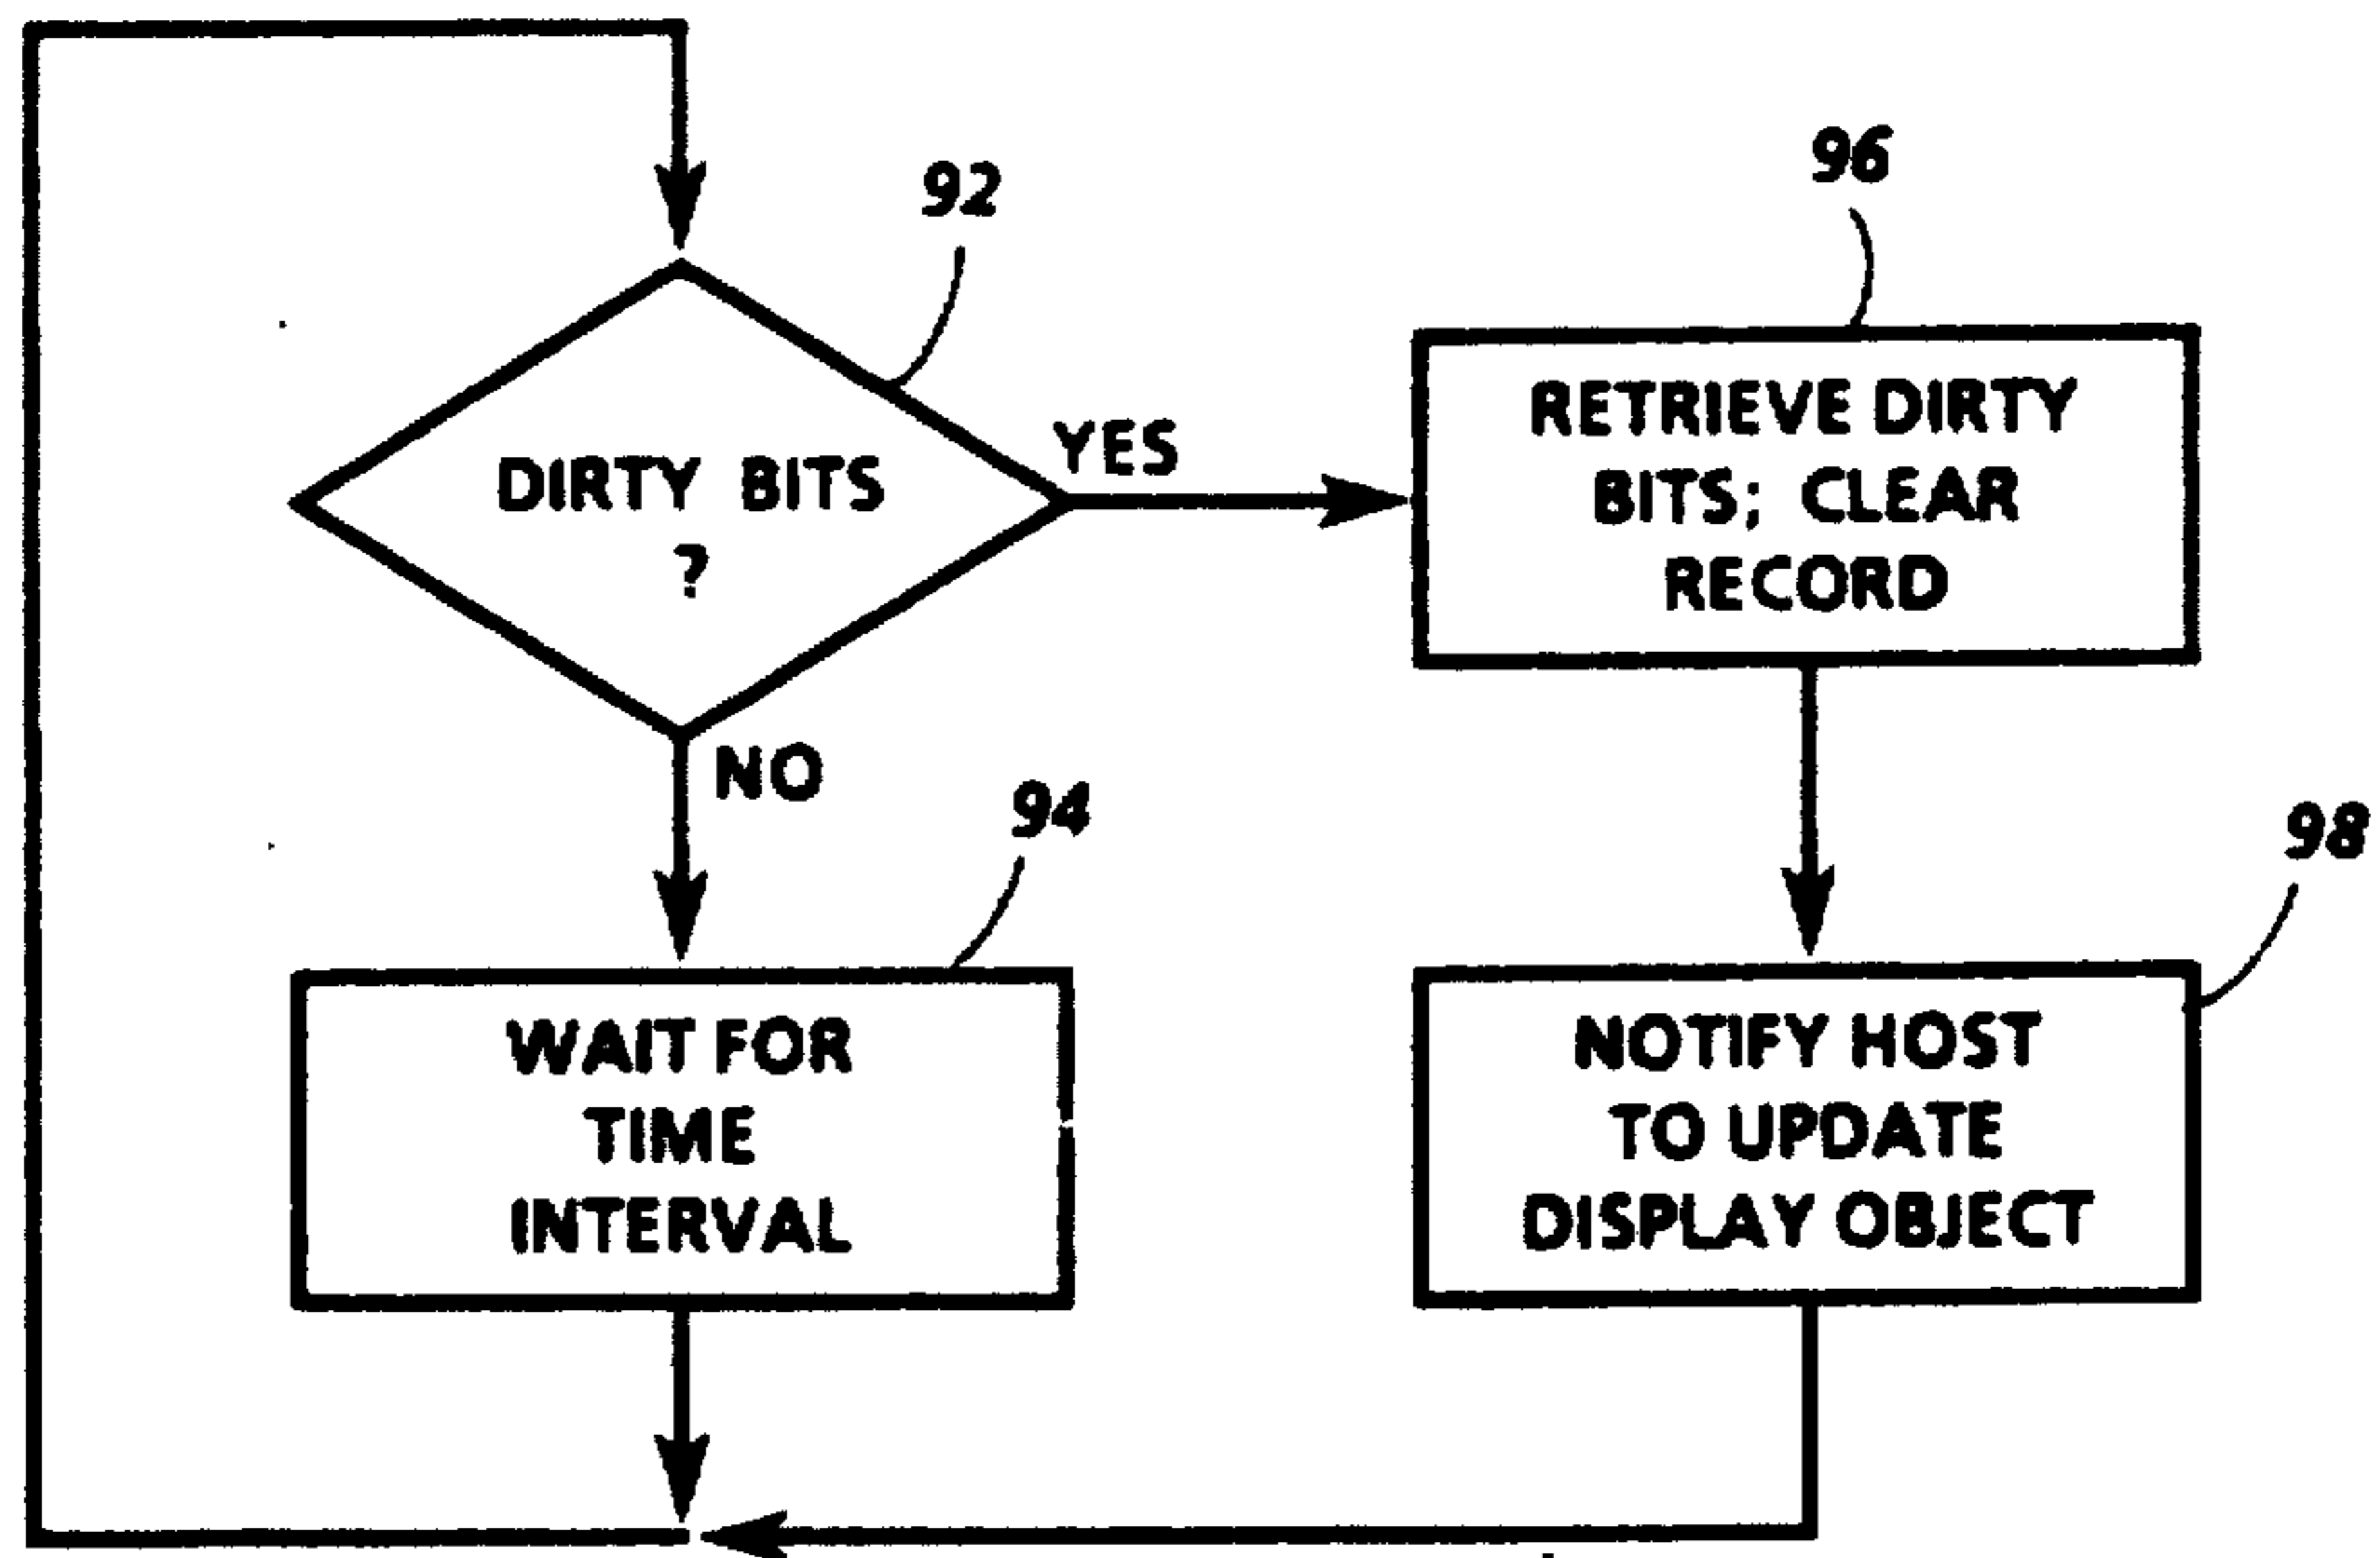 92
DIRTY BITS
?
YES
NO
96
RETRIEVE DIRTY
BITS; CLEAR
RECORD
94
WAIT FOR
TIME
INTERVAL
98
NOTIFY HOST
TO UPDATE
DISPLAY OBJECT